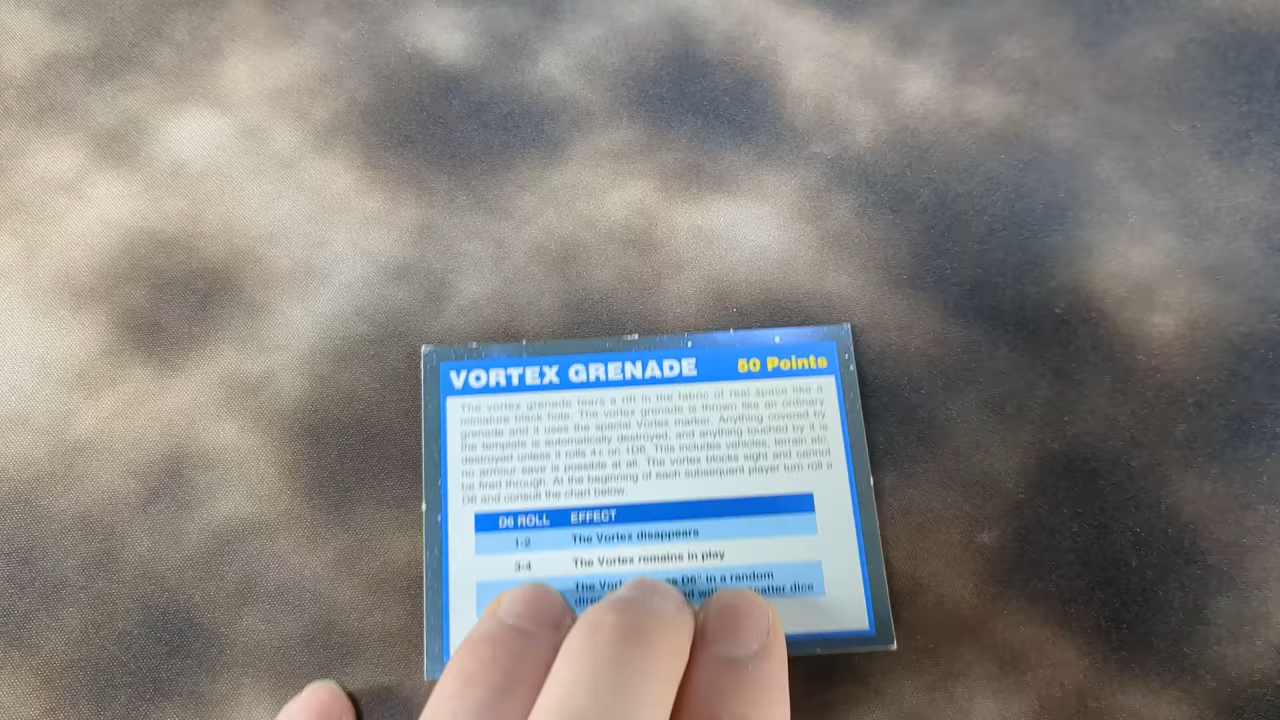 VORTEX GRENADE 50 Points
The vortex grenade tears a rift in the fabric of real space like a
miniature black hole. The vortex grenade is thrown like an ordinary
grenade and it uses the special Vortex marker. Anything covered by
the template is automatically destroyed, and anything touched by it is
destroyed unless it rolls 4+ on 1D6. This includes vehicles, terrain etc,
no armour save is possible at all. The vortex blocks sight and cannot
be fired through. At the beginning of each subsequent player turn roll a
D6 and consult the chart below.
D6 ROLL EFFECT
1-2 The Vortex disappears
3-4 The Vortex remains in play
The D6" in a random
dice